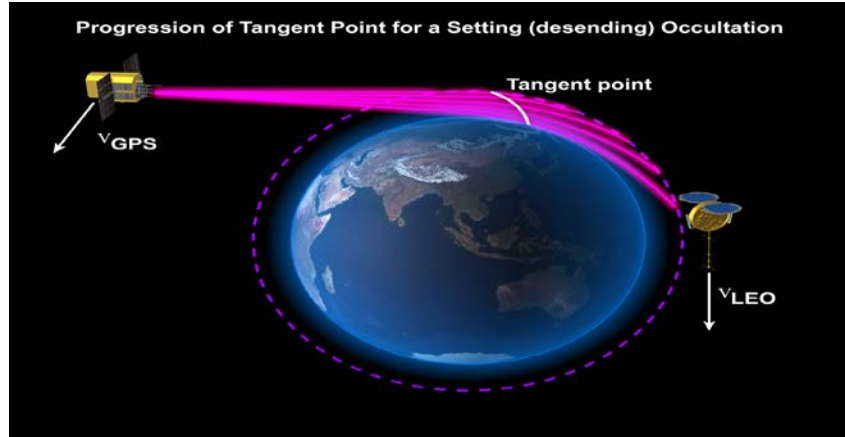 Progression of Tangent Point for a Setting (desending) Occultation
Tangent point
VGPS
VLEO